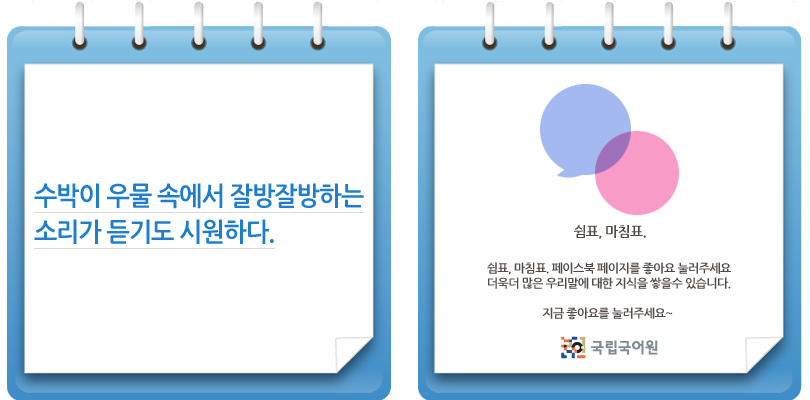 수박이 우물 속에서 잘방잘방하는
소리가 듣기도 시원하다.
쉼표, 마침표.
쉼표, 마침표. 페이스북 페이지를 좋아요 눌러주세요
더욱더 많은 우리말에 대한 지식을 쌓을수 있습니다.
지금 좋아요를 눌러주세요~
국립국어원